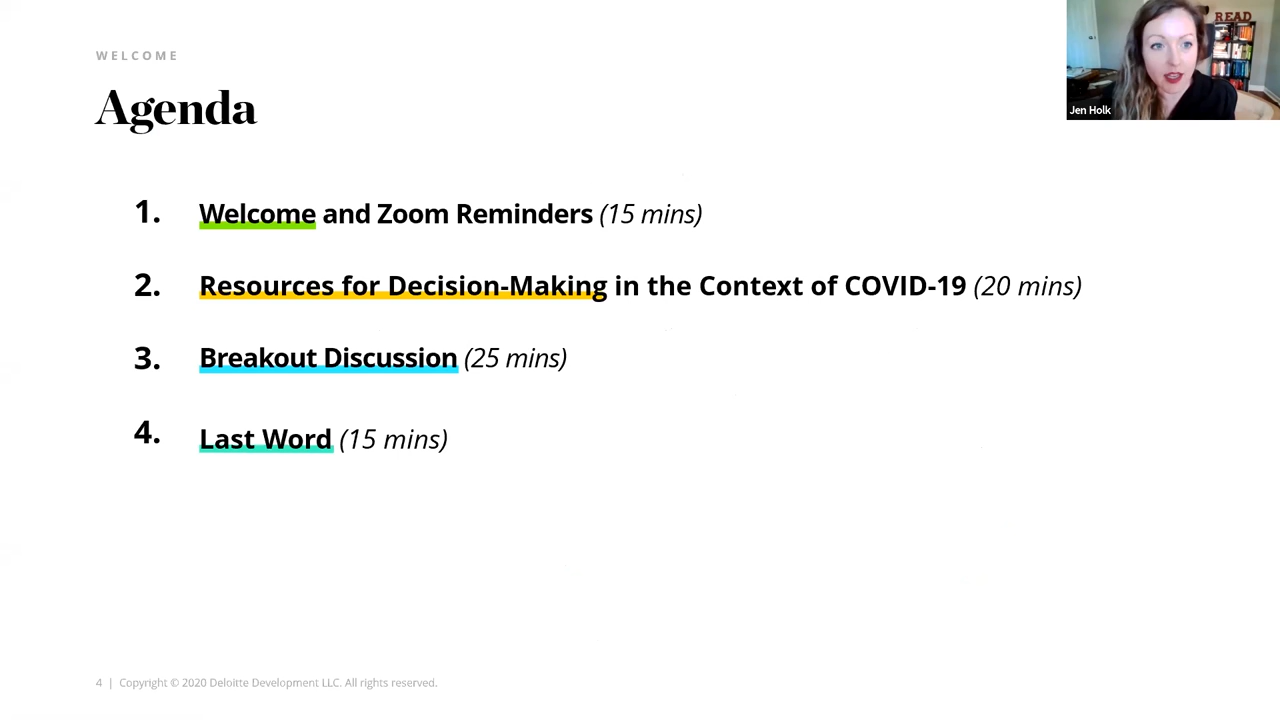 WELCOME
Agenda
READ
Jen Holk
1. Welcome and Zoom Reminders (15 mins)
2. Resources for Decision-Making in the Context of COVID-19 (20 mins)
3. Breakout Discussion (25 mins)
4. Last Word (15 mins)
4 | Copyright © 2020 Deloitte Development LLC. All rights reserved.